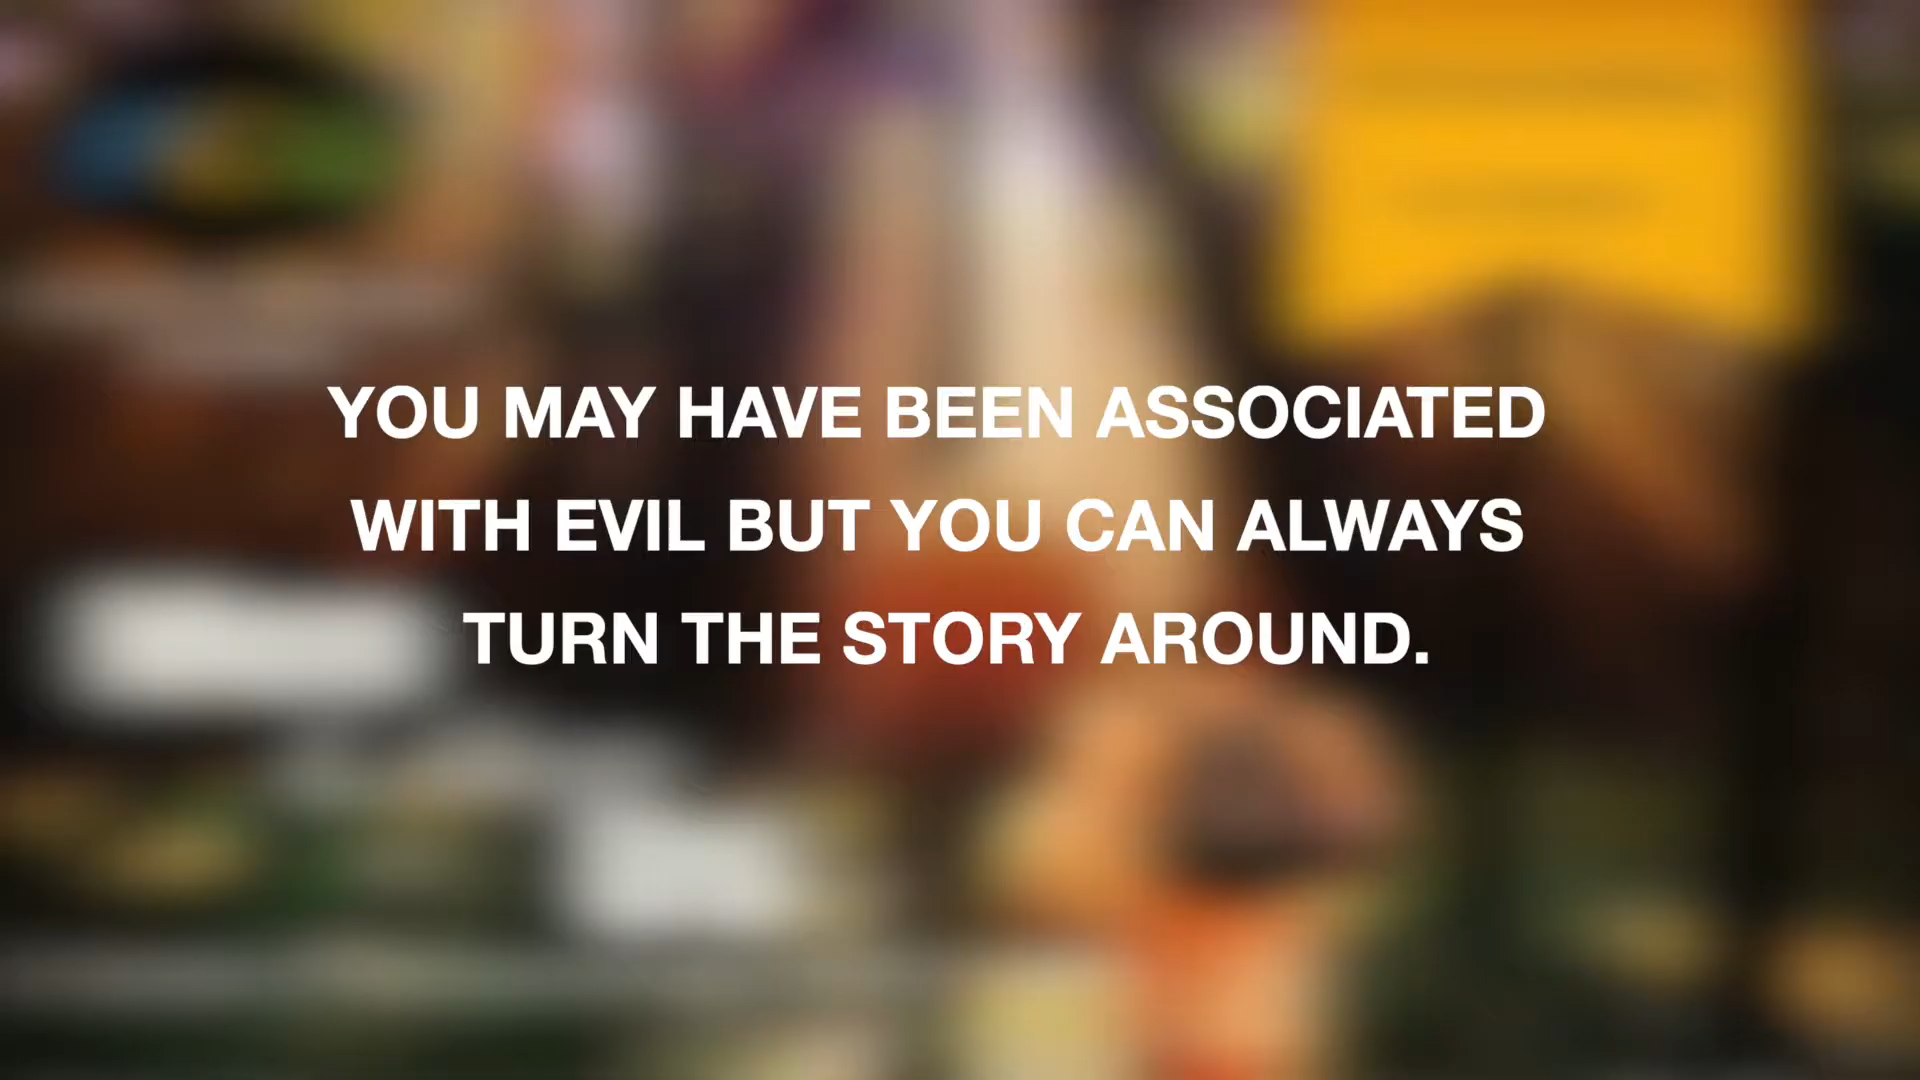 YOU MAY HAVE BEEN ASSOCIATED
WITH EVIL BUT YOU CAN ALWAYS
TURN THE STORY AROUND.